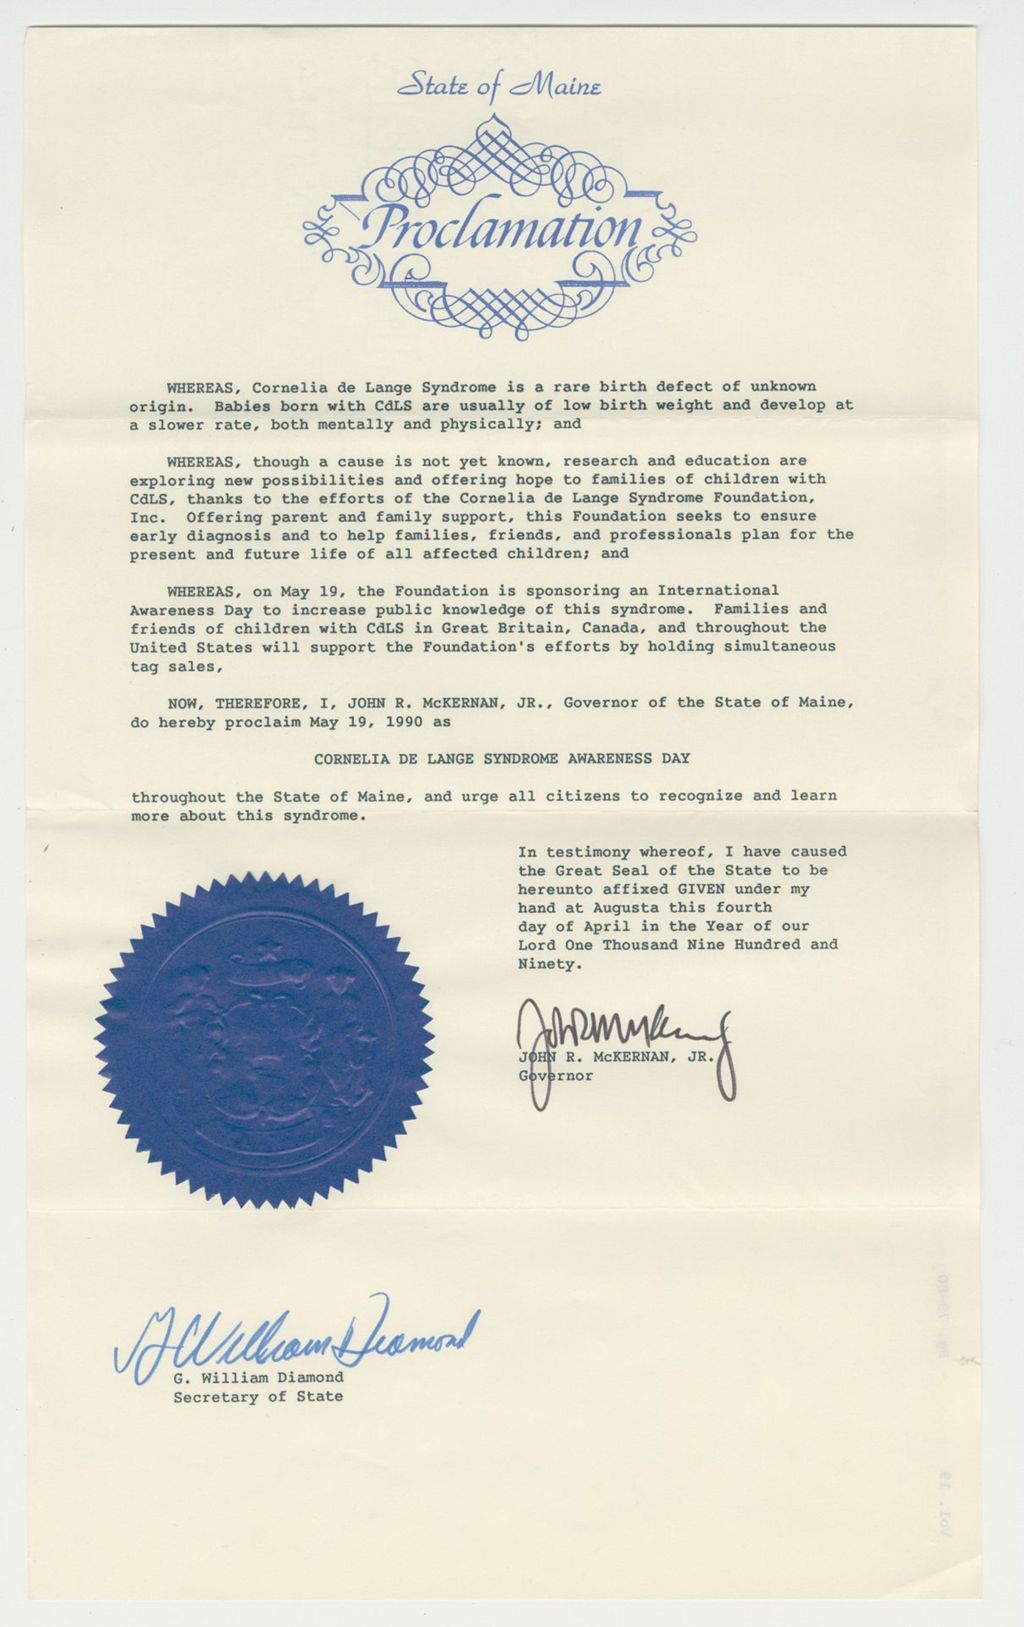 State of Maine
Proclamation
WHEREAS, Cornelia de Lange Syndrome is a rare birth defect of unknown
origin. Babies born with CdLS are usually of low birth weight and develop at
a slower rate, both mentally and physically; and
WHEREAS, though a cause is not yet known, research and education are
exploring new possibilities and offering hope to families of children with
CdLS, thanks to the efforts of the Cornelia de Lange Syndrome Foundation,
Inc. Offering parent and family support, this Foundation seeks to ensure
early diagnosis and to help families, friends, and professionals plan for the
present and future life of all affected children; and
WHEREAS, on May 19, the Foundation is sponsoring an International
Awareness Day to increase public knowledge of this syndrome. Families and
friends of children with CdLS in Great Britain, Canada, and throughout the
United States will support the Foundation's efforts by holding simultaneous
tag sales,
NOW, THEREFORE, I, JOHN R. McKERNAN, JR., Governor of the State of Maine,
do hereby proclaim May 19, 1990 as
CORNELIA DE LANGE SYNDROME AWARENESS DAY
throughout the State of Maine, and urge all citizens to recognize and learn
more about this syndrome.
In testimony whereof, I have caused
the Great Seal of the State to be
hereunto affixed GIVEN under my
hand at Augusta this fourth
day of April in the Year of our
Lord One Thousand Nine Hundred and
Ninety.
John R McKernan Jr
JOHN R. McKERNAN, JR.
Governor
G William Diamond
G. William Diamond
Secretary of State
Vol. 19